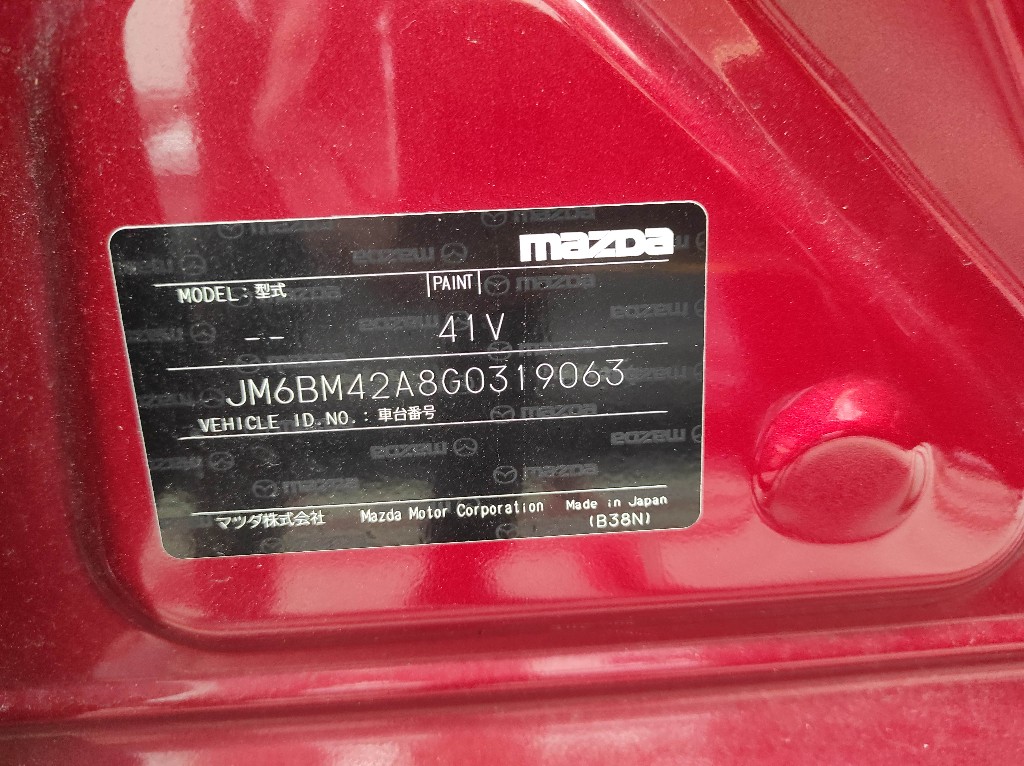 mazda
MODEL:型式 PAINT
-- 41V
JM6BM42A8G0319063
VEHICLE ID.NO.:車台番号
マツダ株式会社 Mazda Motor Corporation Made in Japan
(B38N)